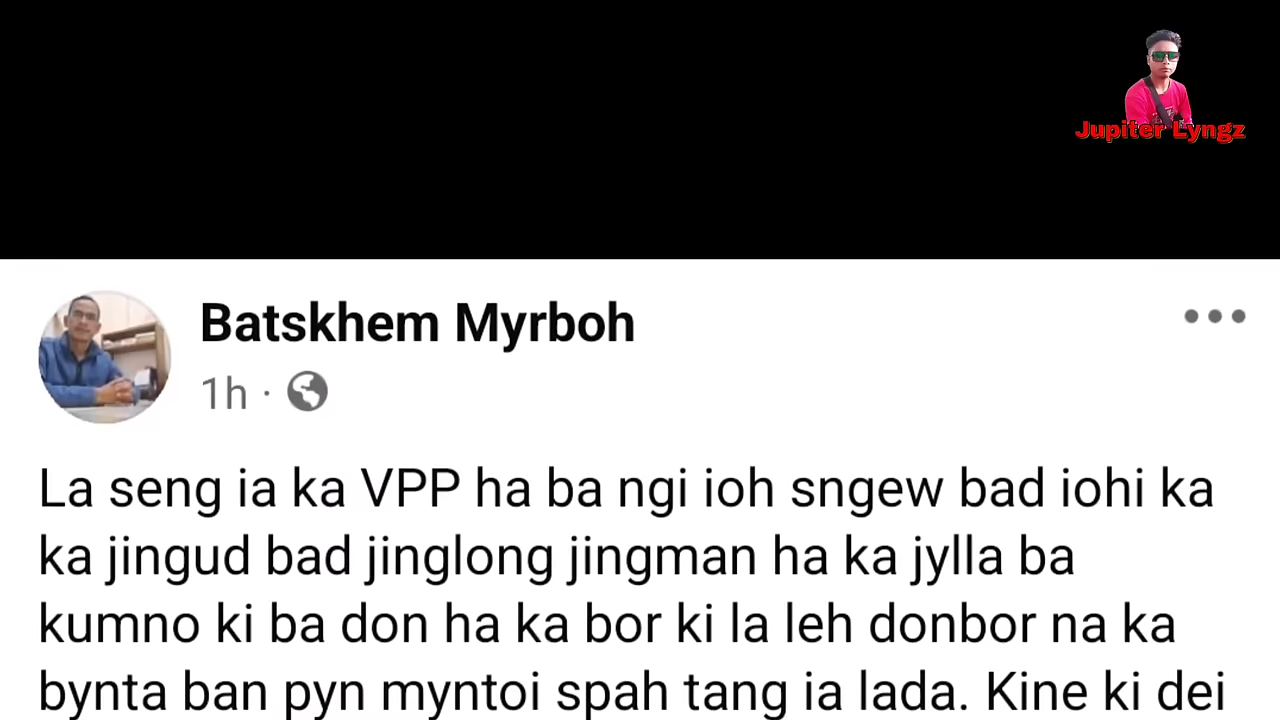 Jupiter Lyngz
Batskhem Myrboh
1h ·
La seng ia ka VPP ha ba ngi ioh sngew bad iohi ka
ka jingud bad jinglong jingman ha ka jylla ba
kumno ki ba don ha ka bor ki la leh donbor na ka
bynta ban pyn myntoi spah tang ia lada. Kine ki dei